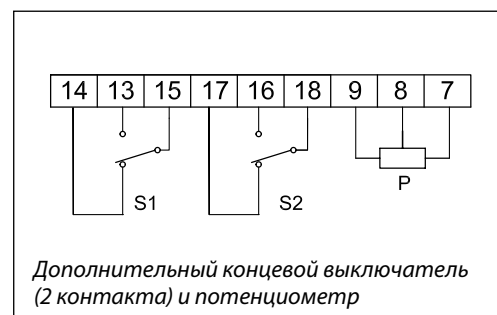 14 13 15 17 16 18 9 8 7
S1 S2 P
Дополнительный концевой выключатель
(2 контакта) и потенциометр